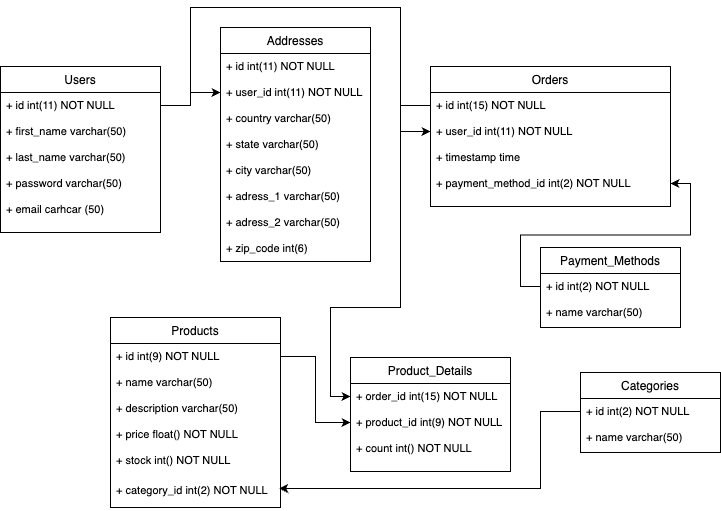 Users
+ id int(11) NOT NULL
+ first_name varchar(50)
+ last_name varchar(50)
+ password varchar(50)
+ email carhcar (50)
Addresses
+ id int(11) NOT NULL
+ user_id int(11) NOT NULL
+ country varchar(50)
+ state varchar(50)
+ city varchar(50)
+ adress_1 varchar(50)
+ adress_2 varchar(50)
+ zip_code int(6)
Orders
+ id int(15) NOT NULL
+ user_id int(11) NOT NULL
+ timestamp time
+ payment_method_id int(2) NOT NULL
Payment_Methods
+ id int(2) NOT NULL
+ name varchar(50)
Products
+ id int(9) NOT NULL
+ name varchar(50)
+ description varchar(50)
+ price float() NOT NULL
+ stock int() NOT NULL
+ category_id int(2) NOT NULL
Product_Details
+ order_id int(15) NOT NULL
+ product_id int(9) NOT NULL
+ count int() NOT NULL
Categories
+ id int(2) NOT NULL
+ name varchar(50)